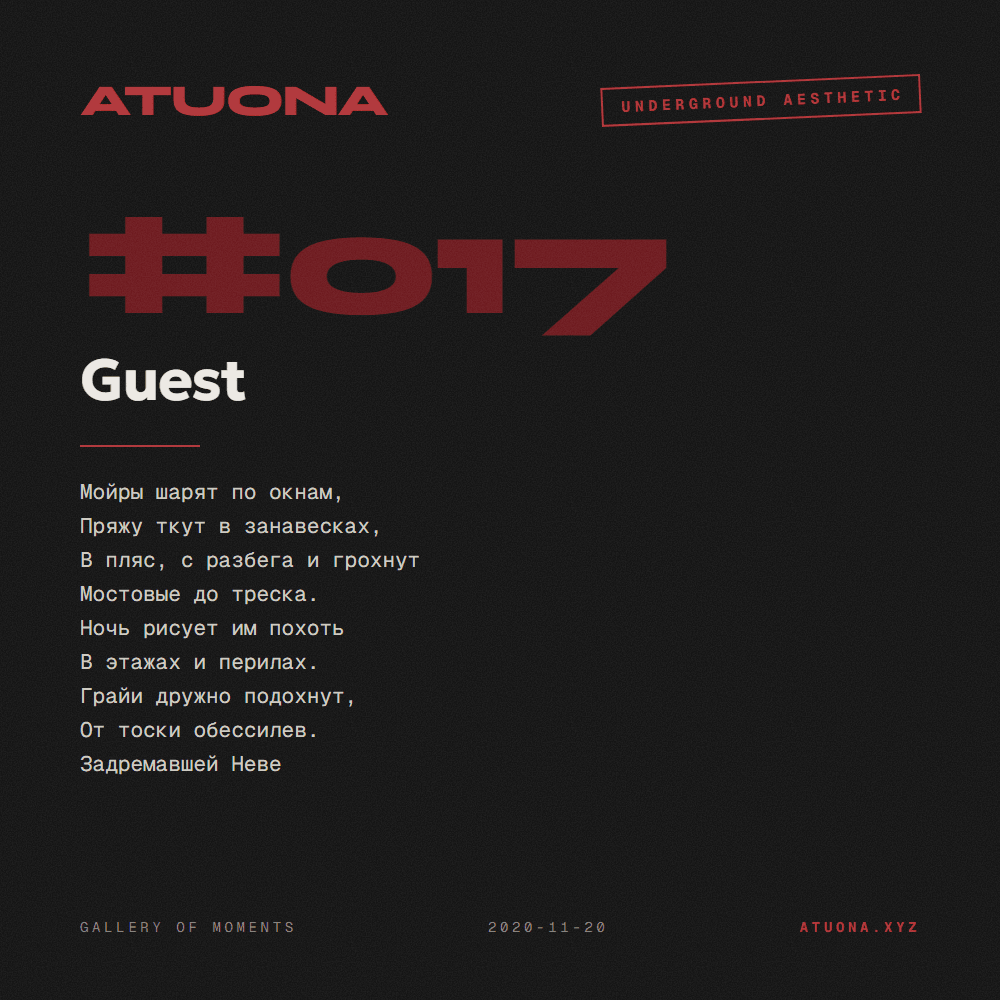 ATUONA
UNDERGROUND AESTHETIC
#017
Guest
Мойры шарят по окнам,
Пряжу ткут в занавесках,
В пляс, с разбега и грохнут
Мостовые до треска.
Ночь рисует им похоть
В этажах и перилах.
Грайи дружно подохнут,
От тоски обессилев.
Задремавшей Неве
GALLERY OF MOMENTS
2020-11-20
ATUONA.XYZ